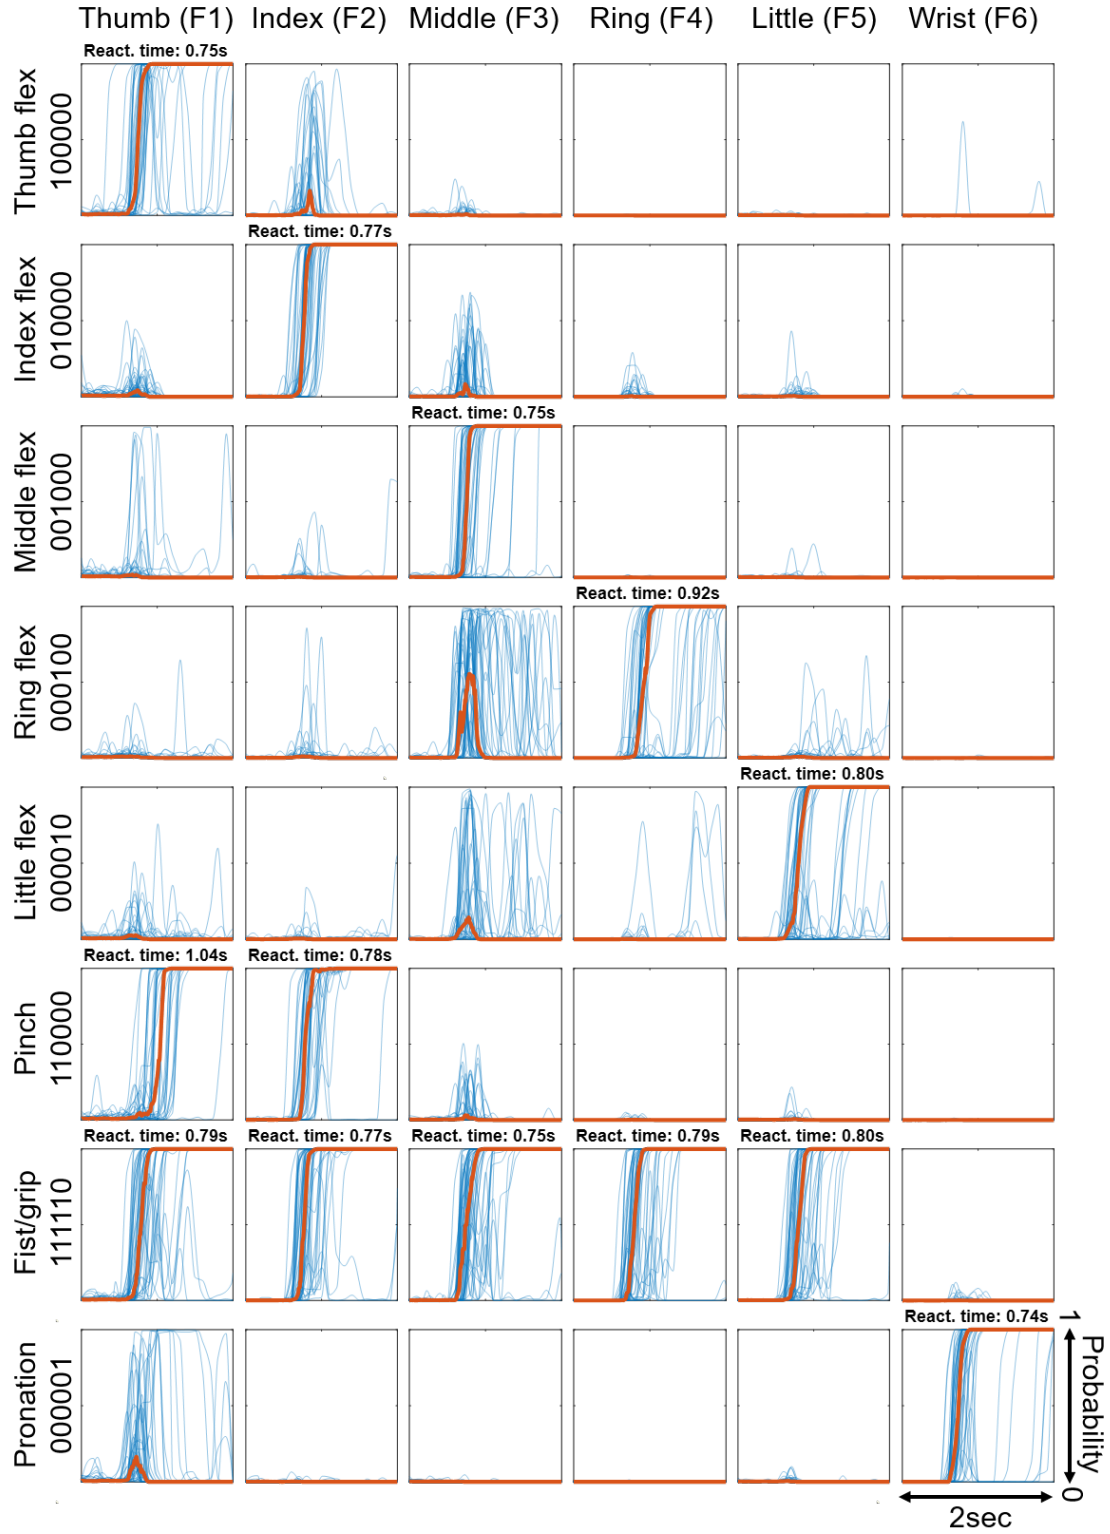 Thumb (F1) Index (F2) Middle (F3) Ring (F4) Little (F5) Wrist (F6)
React. time: 0.75s
Thumb flex
100000
React. time: 0.77s
Index flex
010000
React. time: 0.75s
Middle flex
001000
React. time: 0.92s
Ring flex
000100
React. time: 0.80s
Little flex
000010
React. time: 1.04s React. time: 0.78s
Pinch
110000
React. time: 0.79s React. time: 0.77s React. time: 0.75s React. time: 0.79s React. time: 0.80s
Fist/grip
111110
React. time: 0.74s
Pronation
000001
1
Probability
0
2sec